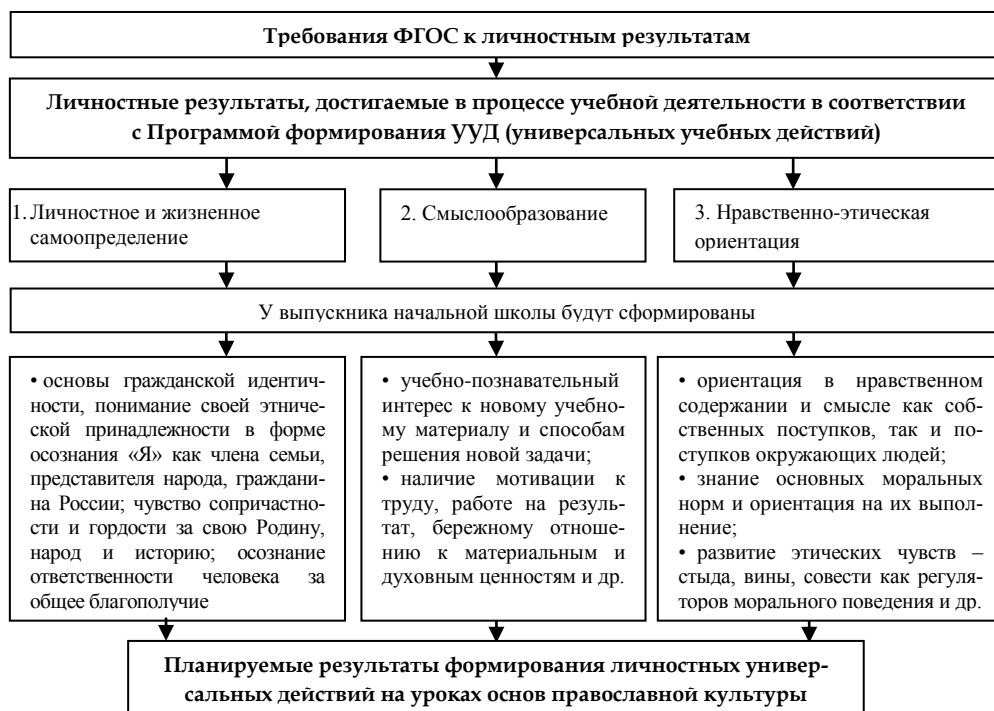 Требования ФГОС к личностным результатам
Личностные результаты, достигаемые в процессе учебной деятельности в соответствии
с Программой формирования УУД (универсальных учебных действий)
1. Личностное и жизненное
самоопределение
2. Смыслообразование
3. Нравственно-этическая
ориентация
У выпускника начальной школы будут сформированы
• основы гражданской идентич-
ности, понимание своей этниче-
ской принадлежности в форме
осознания «Я» как члена семьи,
представителя народа, граждани-
на России; чувство сопричастно-
сти и гордости за свою Родину,
народ и историю; осознание
ответственности человека за
общее благополучие
• учебно-познавательный
интерес к новому учебно-
му материалу и способам
решения новой задачи;
• наличие мотивации к
труду, работе на резуль-
тат, бережному отноше-
нию к материальным и
духовным ценностям и др.
• ориентация в нравственном
содержании и смысле как соб-
ственных поступков, так и по-
ступков окружающих людей;
• знание основных моральных
норм и ориентация на их выпол-
нение;
• развитие этических чувств –
стыда, вины, совести как регуля-
торов морального поведения и др.
Планируемые результаты формирования личностных универ-
сальных действий на уроках основ православной культуры